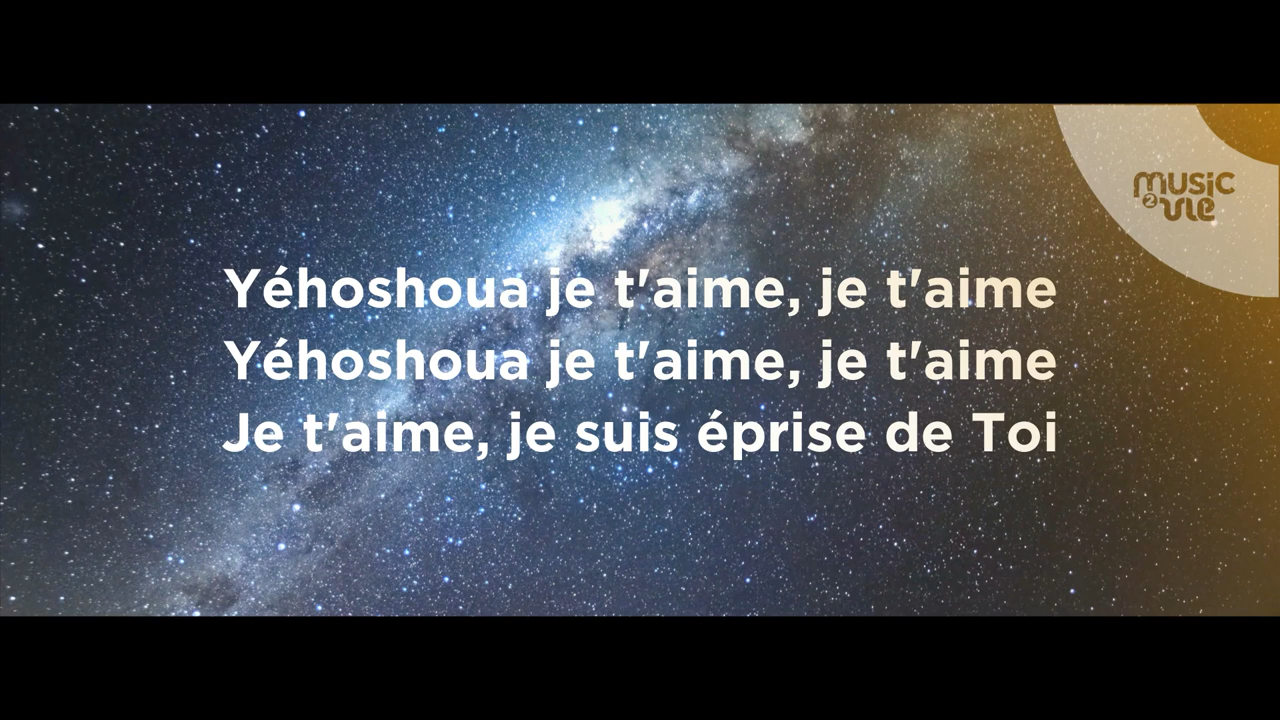 music
2 vie
Yéhoshoua je t'aime, je t'aime
Yéhoshoua je t'aime, je t'aime
Je t'aime, je suis éprise de Toi